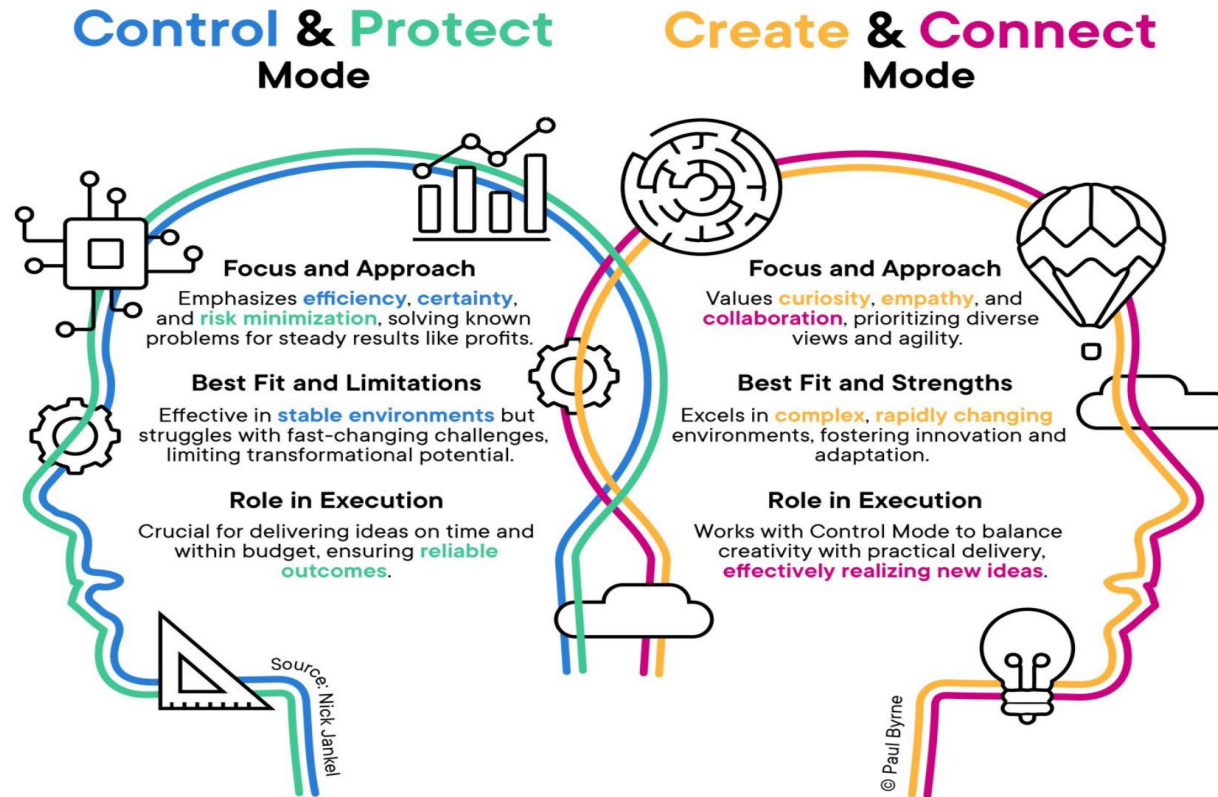 Control & Protect
Mode
Focus and Approach
Emphasizes efficiency, certainty,
and risk minimization, solving known
problems for steady results like profits.
Best Fit and Limitations
Effective in stable environments but
struggles with fast-changing challenges,
limiting transformational potential.
Role in Execution
Crucial for delivering ideas on time and
within budget, ensuring reliable
outcomes.
Source: Nick Jankel
Create & Connect
Mode
Focus and Approach
Values curiosity, empathy, and
collaboration, prioritizing diverse
views and agility.
Best Fit and Strengths
Excels in complex, rapidly changing
environments, fostering innovation and
adaptation.
Role in Execution
Works with Control Mode to balance
creativity with practical delivery,
effectively realizing new ideas.
© Paul Byrne